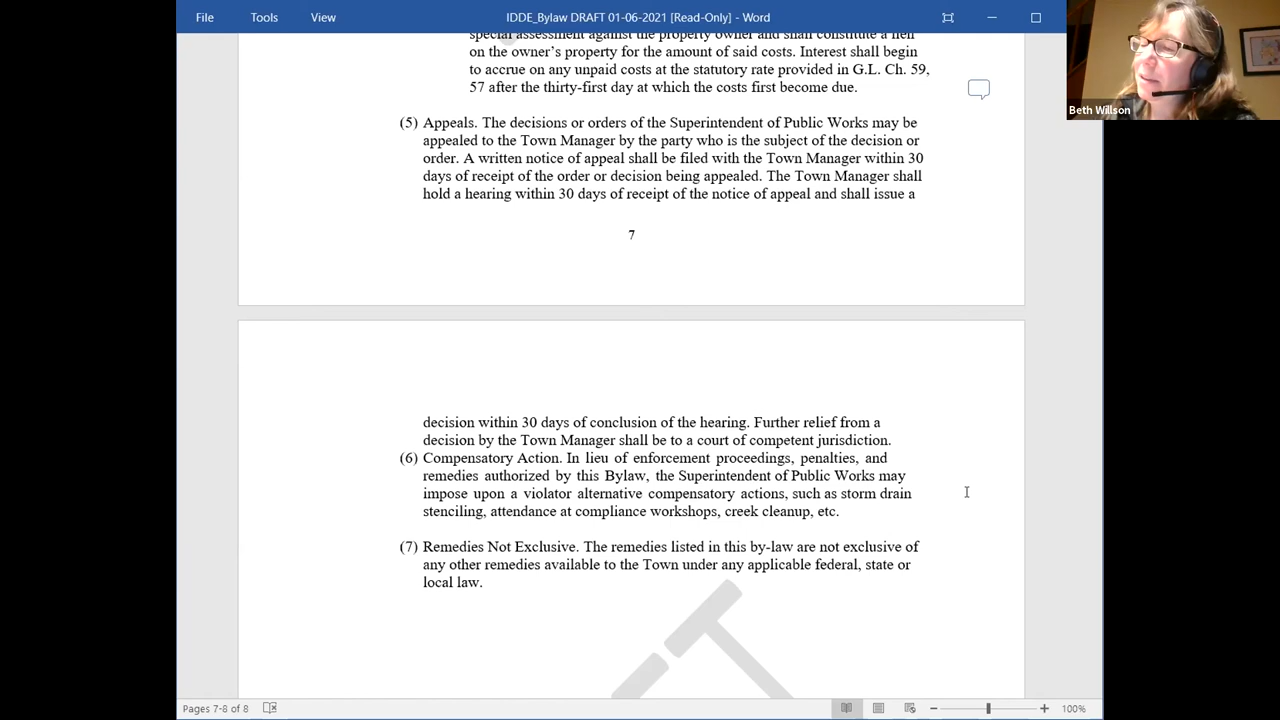 File Tools View IDDE_Bylaw DRAFT 01-06-2021 [Read-Only] - Word
special assessment against the property owner and shall constitute a lien
on the owner's property for the amount of said costs. Interest shall begin
to accrue on any unpaid costs at the statutory rate provided in G.L. Ch. 59,
57 after the thirty-first day at which the costs first become due.
Beth Willson
(5) Appeals. The decisions or orders of the Superintendent of Public Works may be
appealed to the Town Manager by the party who is the subject of the decision or
order. A written notice of appeal shall be filed with the Town Manager within 30
days of receipt of the order or decision being appealed. The Town Manager shall
hold a hearing within 30 days of receipt of the notice of appeal and shall issue a
7
decision within 30 days of conclusion of the hearing. Further relief from a
decision by the Town Manager shall be to a court of competent jurisdiction.
(6) Compensatory Action. In lieu of enforcement proceedings, penalties, and
remedies authorized by this Bylaw, the Superintendent of Public Works may
impose upon a violator alternative compensatory actions, such as storm drain
stenciling, attendance at compliance workshops, creek cleanup, etc.
(7) Remedies Not Exclusive. The remedies listed in this by-law are not exclusive of
any other remedies available to the Town under any applicable federal, state or
local law.
Pages 7-8 of 8 100%